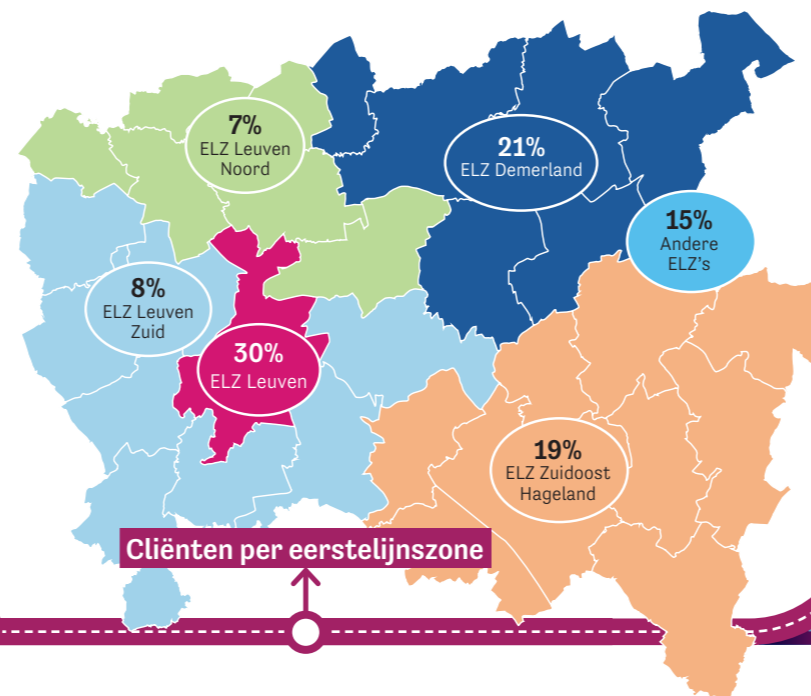 7%
ELZ Leuven
Noord
21%
ELZ Demerland
15%
Andere
ELZ's
8%
ELZ Leuven
Zuid
30%
ELZ Leuven
19%
ELZ Zuidoost
Hageland
Cliënten per eerstelijnszone